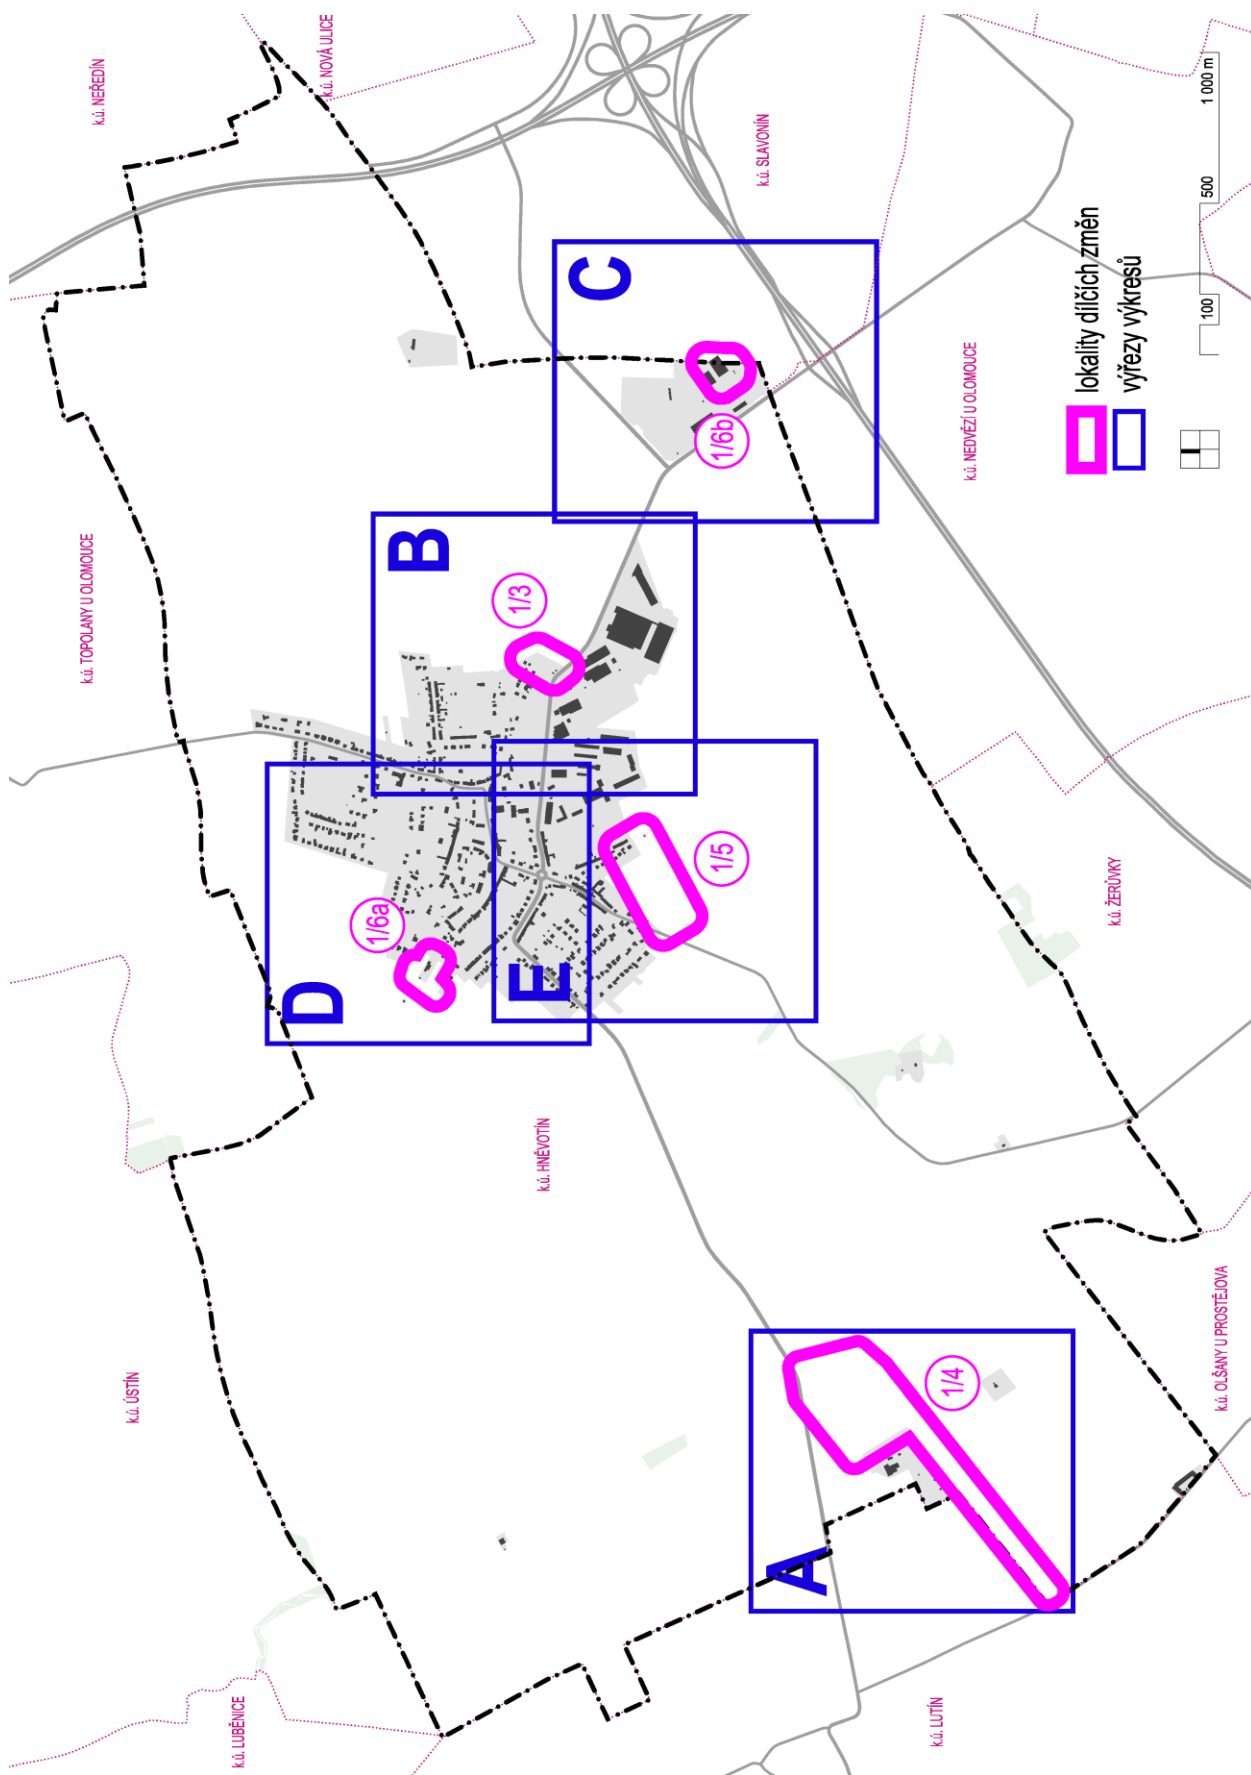 k.ú. LUBĚNICE
k.ú. ÚSTÍN
k.ú. TOPOLANY U OLOMOUCE
k.ú. NEŘEDÍN
k.ú. NOVÁ ULICE
D
1/6a
B
1/3
k.ú. HNĚVOTÍN
E
C
1/5
1/6b
k.ú. SLAVONÍN
A
1/4
k.ú. LUTÍN
k.ú. NEDVĚZÍ U OLOMOUCE
k.ú. ŽERŮVKY
k.ú. OLŠANY U PROSTĚJOVA
lokality dílčích změn
výřezy výkresů
100
500
1 000 m